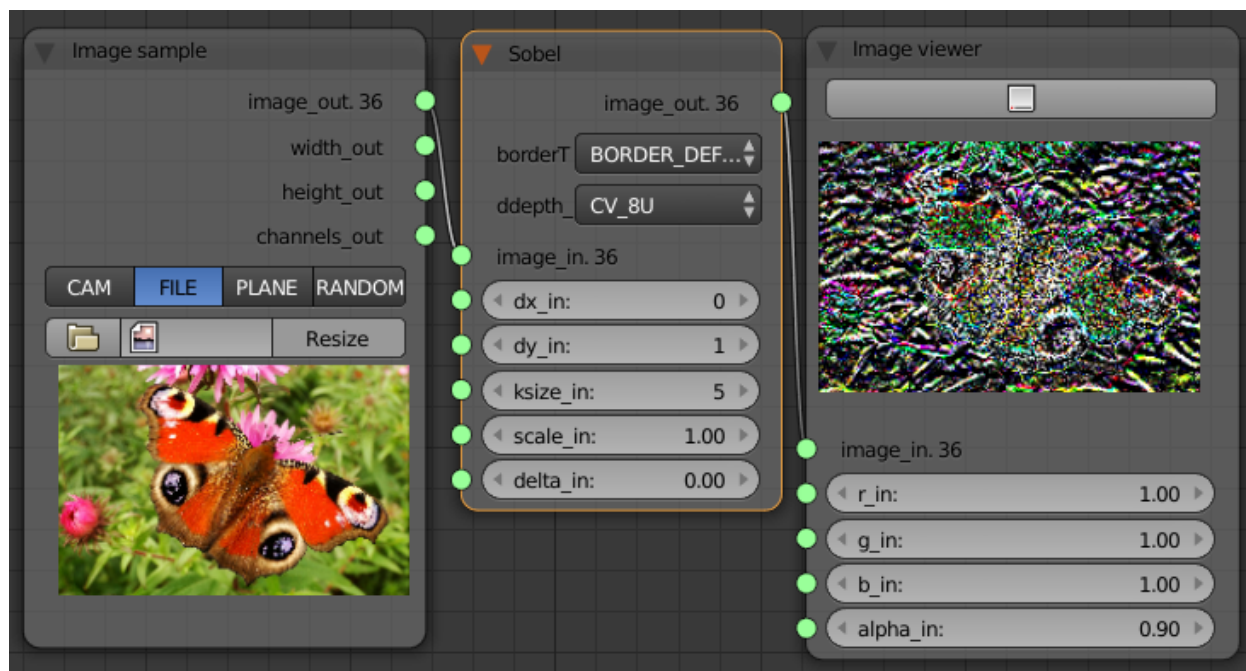 Image sample
image_out. 36
width_out
height_out
channels_out
CAM FILE PLANE RANDOM
Resize
Sobel
image_out. 36
borderT BORDER_DEF...
ddepth_ CV_8U
image_in. 36
dx_in: 0
dy_in: 1
ksize_in: 5
scale_in: 1.00
delta_in: 0.00
Image viewer
image_in. 36
r_in: 1.00
g_in: 1.00
b_in: 1.00
alpha_in: 0.90